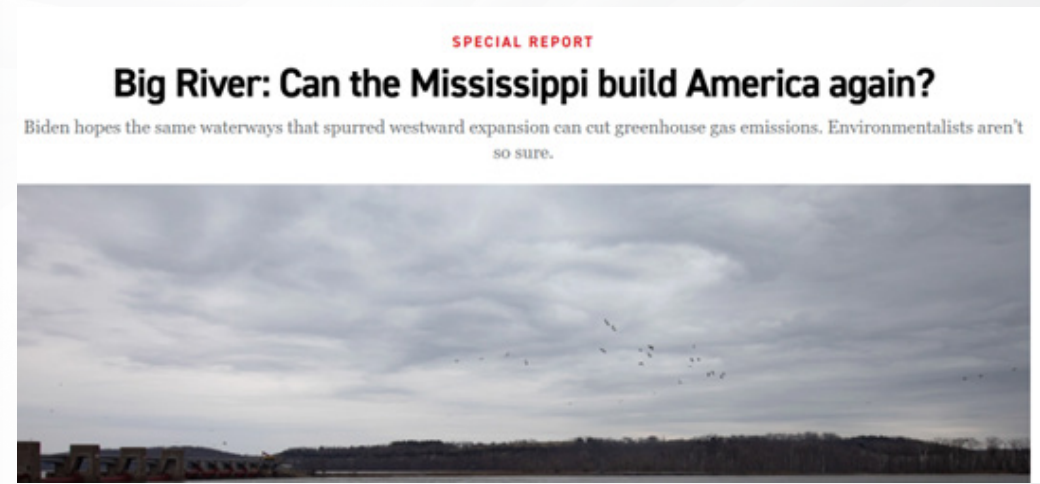 SPECIAL REPORT
Big River: Can the Mississippi build America again?
Biden hopes the same waterways that spurred westward expansion can cut greenhouse gas emissions. Environmentalists aren’t
so sure.